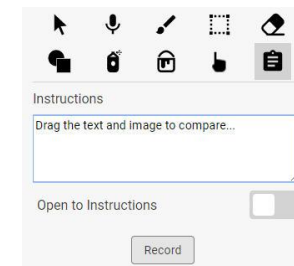 Instructions
Drag the text and image to compare...
Open to Instructions
Record